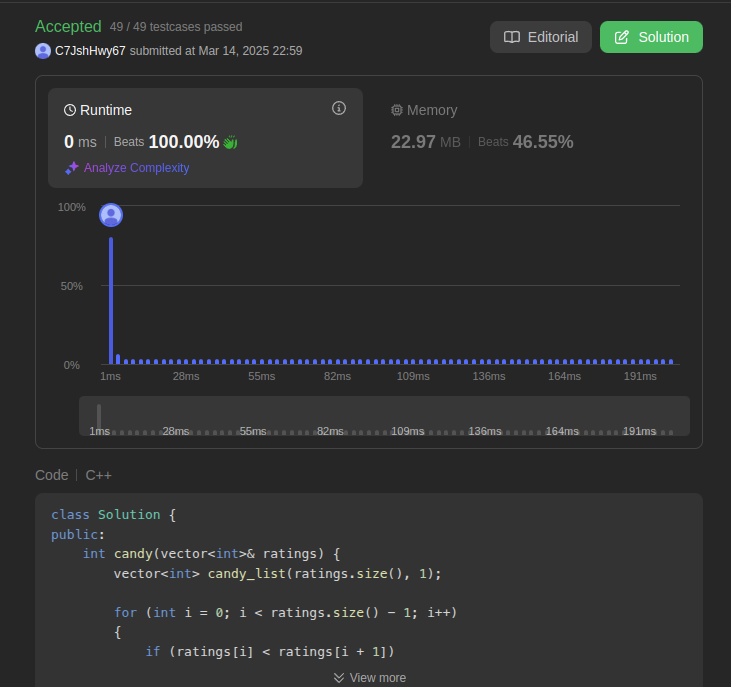 Accepted 49 / 49 testcases passed
C7JshHwy67 submitted at Mar 14, 2025 22:59
Editorial
Solution
Runtime
0 ms | Beats 100.00%
Analyze Complexity
Memory
22.97 MB | Beats 46.55%
100%
50%
0%
1ms 28ms 55ms 82ms 109ms 136ms 164ms 191ms
1ms 28ms 55ms 82ms 109ms 136ms 164ms 191ms
Code | C++
class Solution {
public:
    int candy(vector<int>& ratings) {
        vector<int> candy_list(ratings.size(), 1);
        for (int i = 0; i < ratings.size() - 1; i++)
        {
            if (ratings[i] < ratings[i + 1])
View more